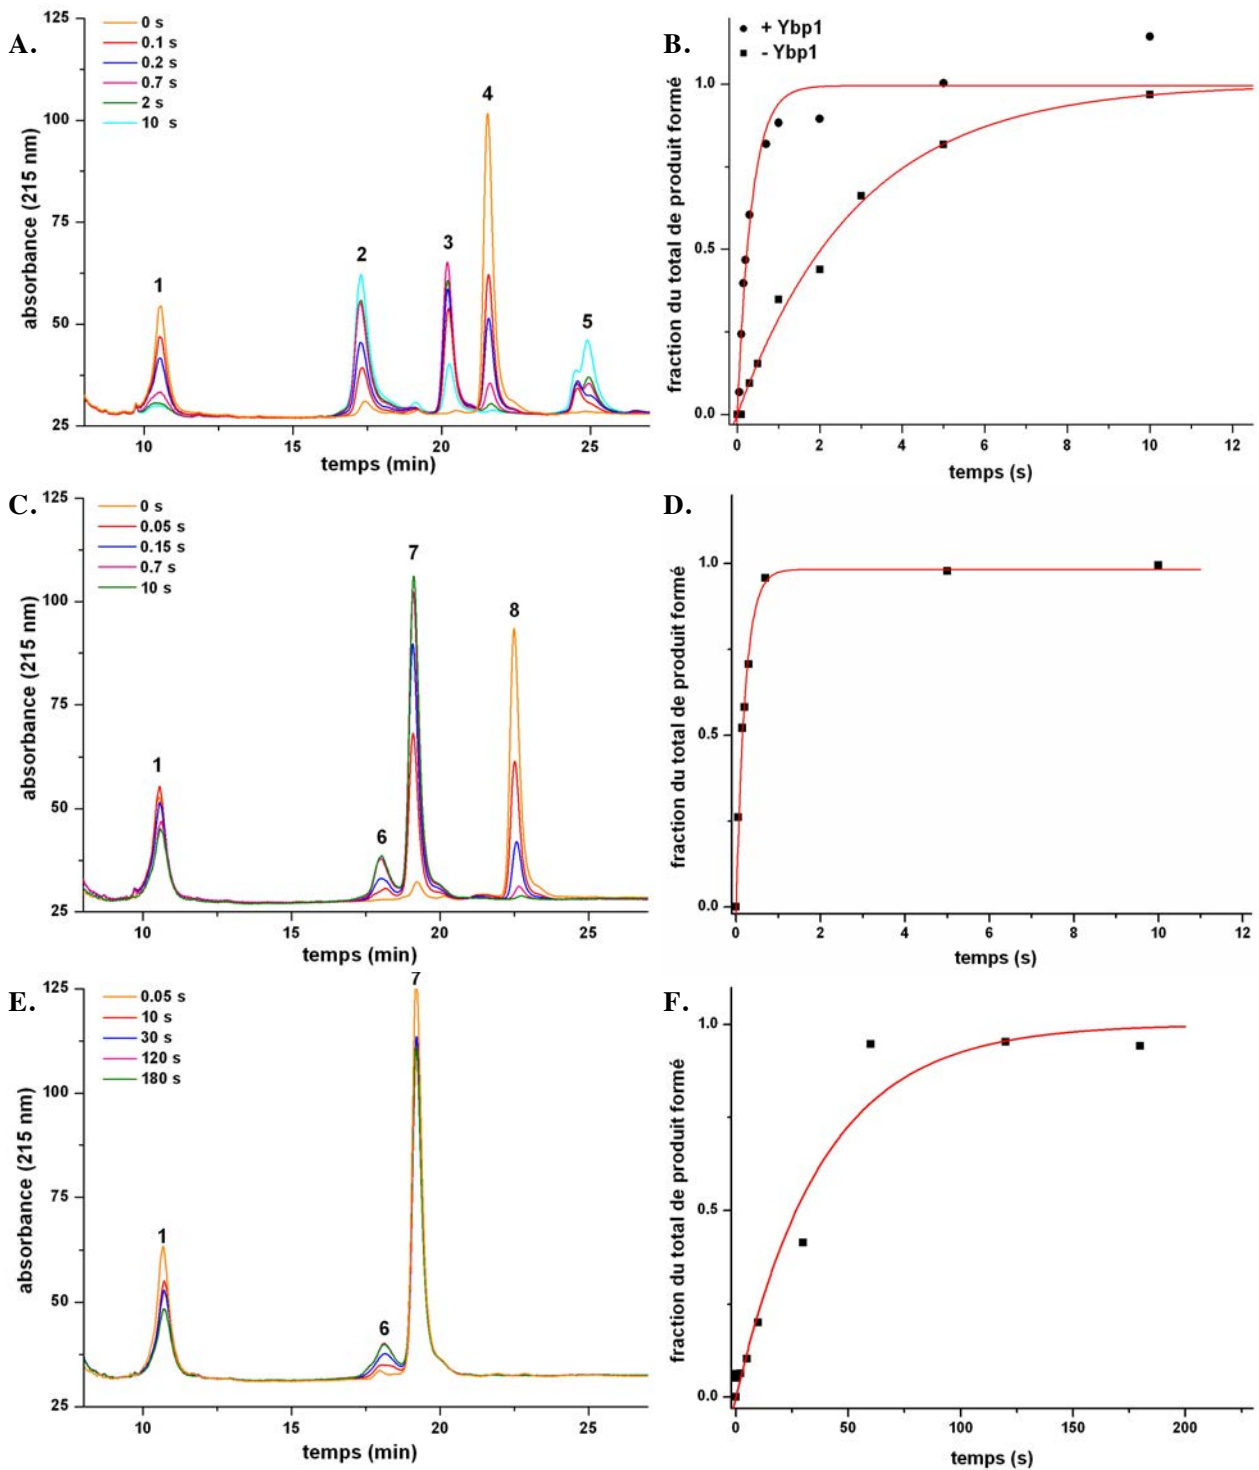 A.
125
100
75
50
25
absorbance (215 nm)
0 s
0.1 s
0.2 s
0.7 s
2 s
10 s
1
2
3
4
5
10
15
20
25
temps (min)
B.
+ Ybp1
- Ybp1
1.0
0.5
0.0
fraction du total de produit formé
0
2
4
6
8
10
12
temps (s)
C.
125
100
75
50
25
absorbance (215 nm)
0 s
0.05 s
0.15 s
0.7 s
10 s
1
6
7
8
10
15
20
25
temps (min)
D.
1.0
0.5
0.0
fraction du total de produit formé
0
2
4
6
8
10
12
temps (s)
E.
125
100
75
50
25
absorbance (215 nm)
0.05 s
10 s
30 s
120 s
180 s
1
6
7
10
15
20
25
temps (min)
F.
1.0
0.5
0.0
fraction du total de produit formé
0
50
100
150
200
temps (s)